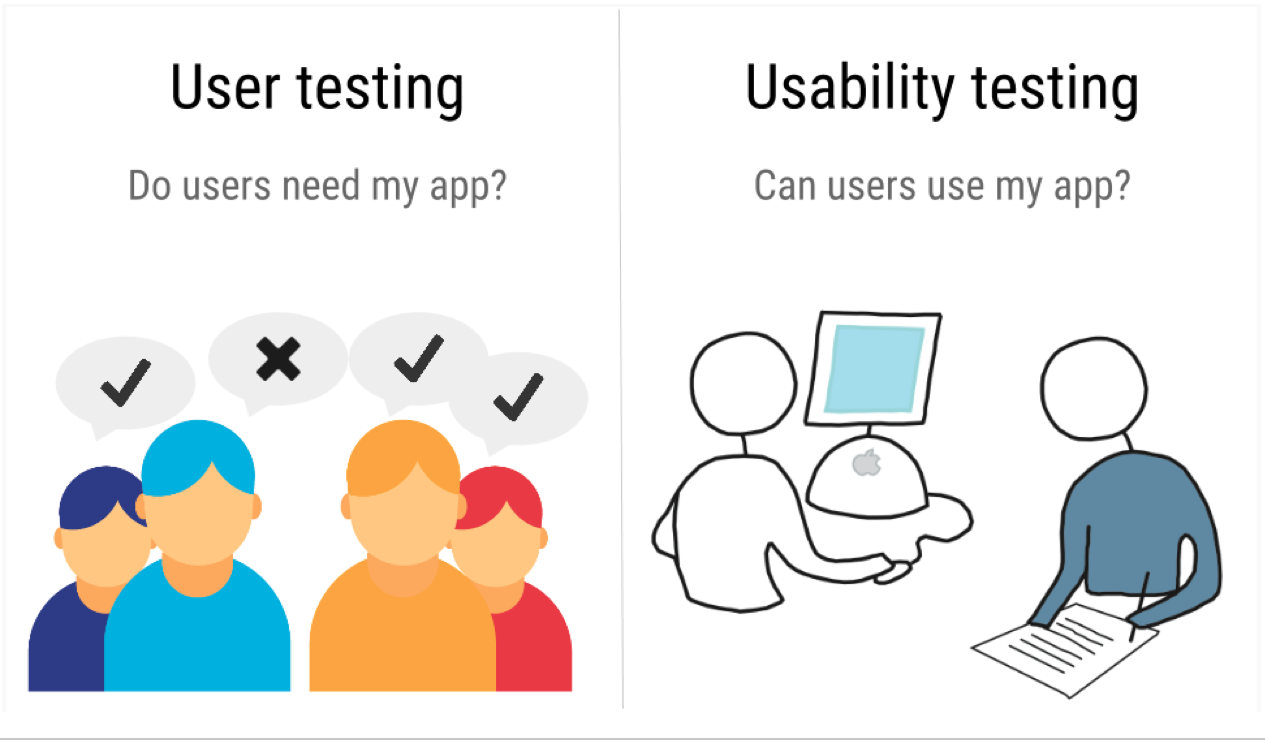 User testing
Do users need my app?
Usability testing
Can users use my app?